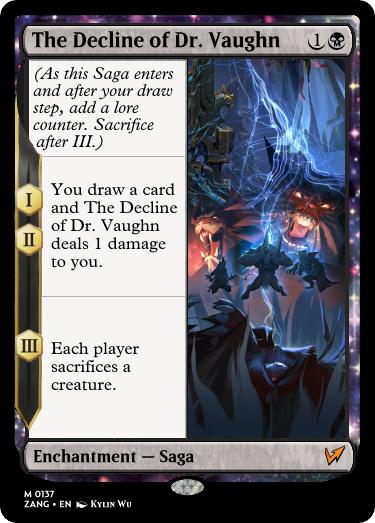 The Decline of Dr. Vaughn 1
(As this Saga enters
and after your draw
step, add a lore
counter. Sacrifice
after III.)
I
II
You draw a card
and The Decline
of Dr. Vaughn
deals 1 damage
to you.
III
Each player
sacrifices a
creature.
Enchantment — Saga
M 0137
ZANG • EN Kylin Wu